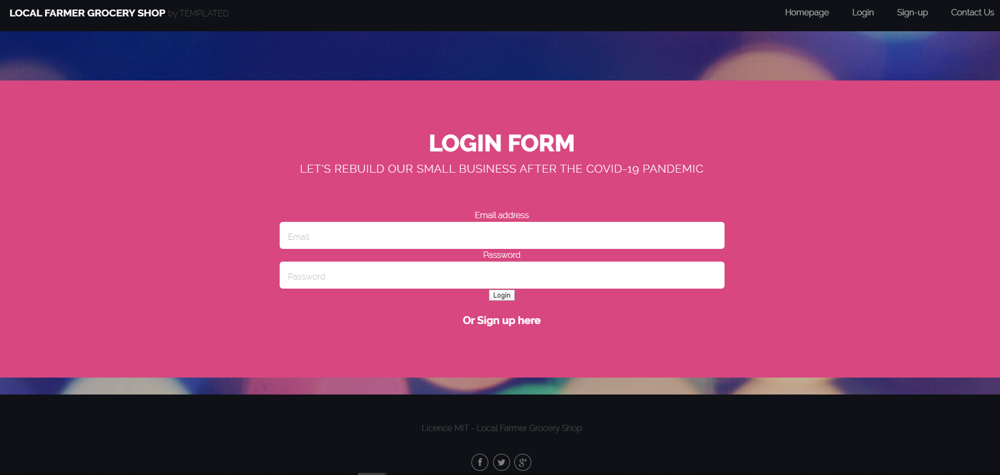 LOCAL FARMER GROCERY SHOP by TEMPLATED
Homepage Login Sign-up Contact Us
LOGIN FORM
LET'S REBUILD OUR SMALL BUSINESS AFTER THE COVID-19 PANDEMIC
Email address
Email
Password
Password
Login
Or Sign up here
Licence MIT - Local Farmer Grocery Shop